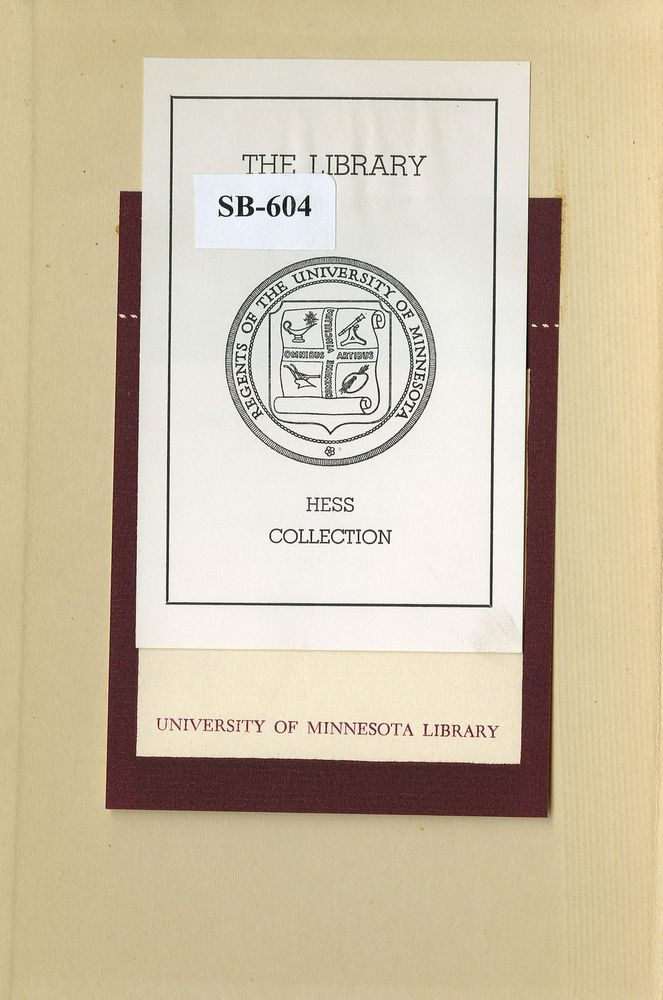 THE LIBRARY
SB-604
REGENTS OF THE UNIVERSITY OF MINNESOTA
OMNIBUS ARTIBUS
HESS
COLLECTION
UNIVERSITY OF MINNESOTA LIBRARY